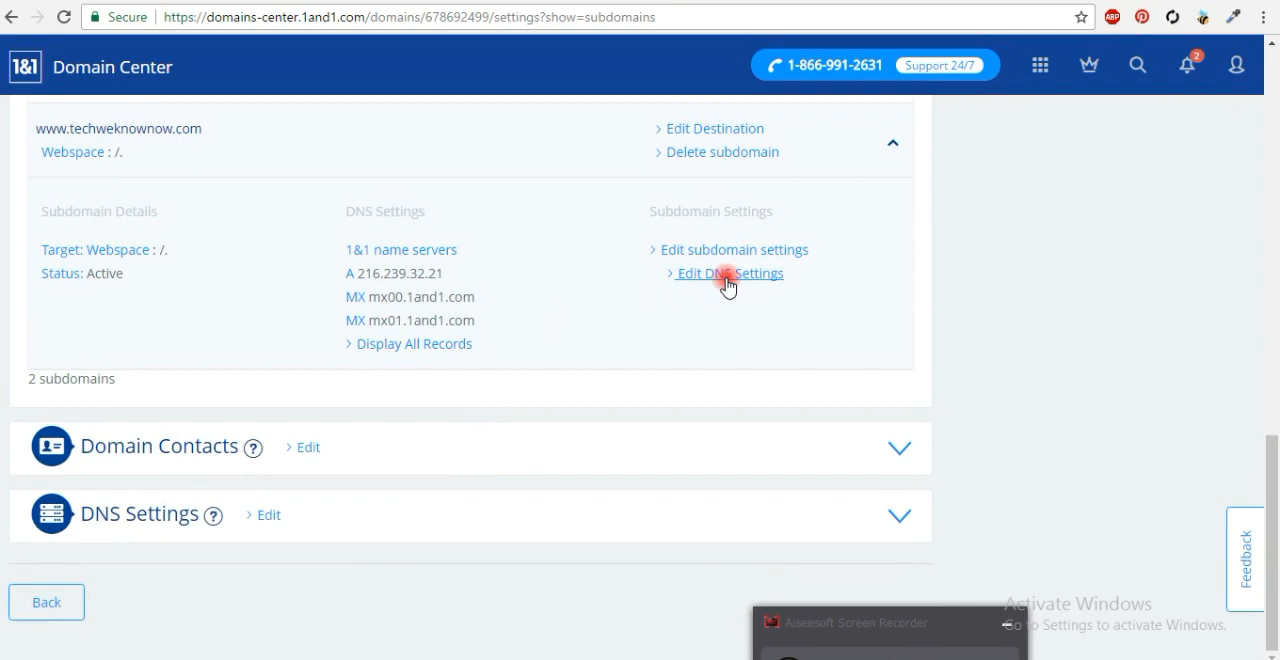 Secure https://domains-center.1and1.com/domains/678692499/settings?show=subdomains
ABP
1&1 Domain Center 1-866-991-2631 Support 24/7 2
www.techweknownow.com > Edit Destination
Webspace : /. > Delete subdomain
Subdomain Details DNS Settings Subdomain Settings
Target: Webspace : /. 1&1 name servers > Edit subdomain settings
Status: Active A 216.239.32.21 > Edit DNS Settings
MX mx00.1and1.com
MX mx01.1and1.com
> Display All Records
2 subdomains
Domain Contacts ? > Edit
DNS Settings ? > Edit
Feedback
Back
Activate Windows
Go to Settings to activate Windows.
Aiseesoft Screen Recorder